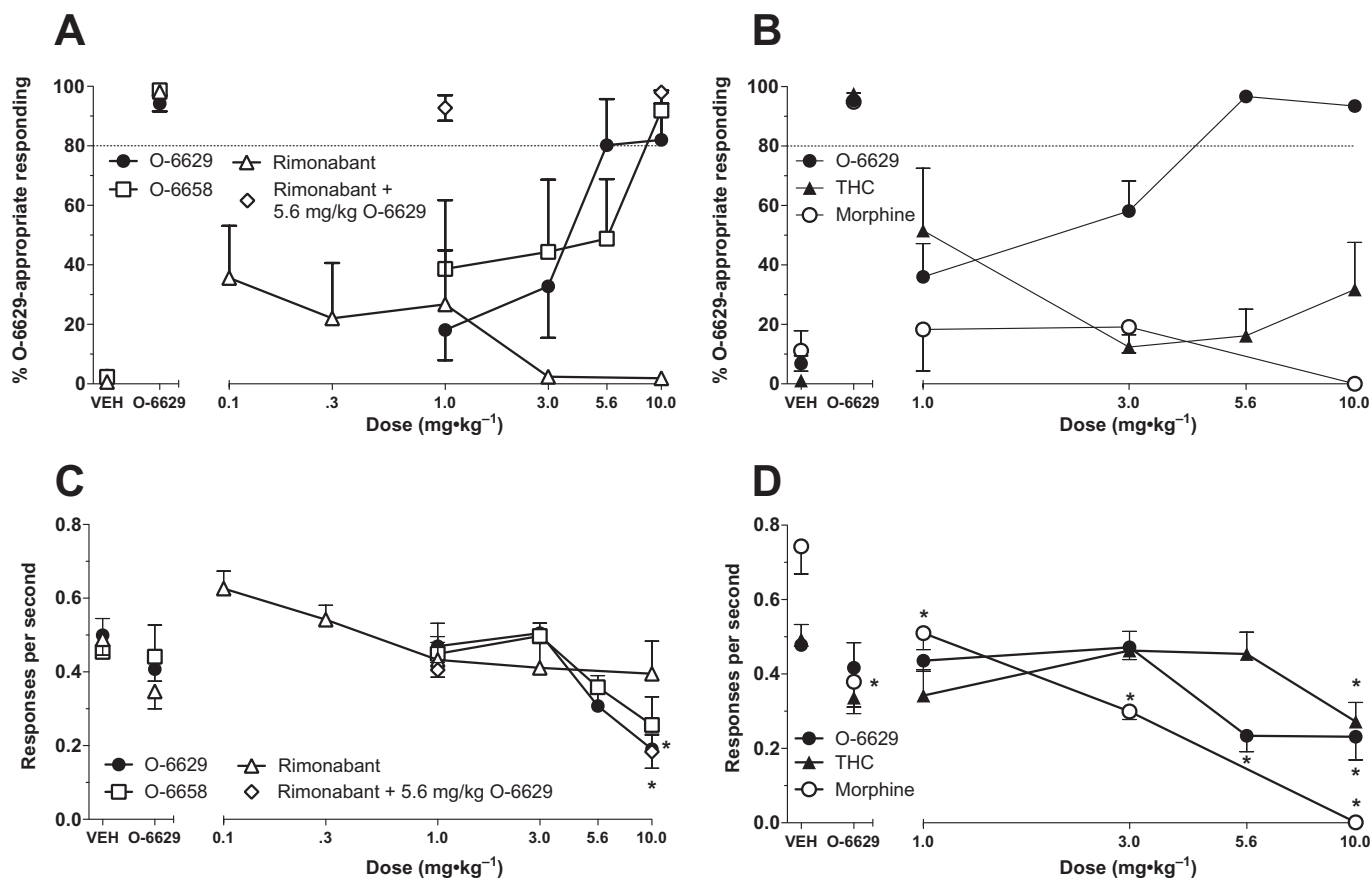 A
% O-6629-appropriate responding
100
80
60
40
20
0
O-6629
O-6658
Rimonabant
Rimonabant +
5.6 mg/kg O-6629
VEH O-6629
0.1 .3 1.0 3.0 5.6 10.0
Dose (mg•kg⁻¹)
B
% O-6629-appropriate responding
100
80
60
40
20
0
O-6629
THC
Morphine
VEH O-6629
1.0 3.0 5.6 10.0
Dose (mg•kg⁻¹)
C
Responses per second
0.8
0.6
0.4
0.2
0.0
*
*
O-6629
O-6658
Rimonabant
Rimonabant + 5.6 mg/kg O-6629
VEH O-6629
0.1 .3 1.0 3.0 5.6 10.0
Dose (mg•kg⁻¹)
D
Responses per second
0.8
0.6
0.4
0.2
0.0
*
*
*
*
*
*
*
O-6629
THC
Morphine
VEH O-6629
1.0 3.0 5.6 10.0
Dose (mg•kg⁻¹)